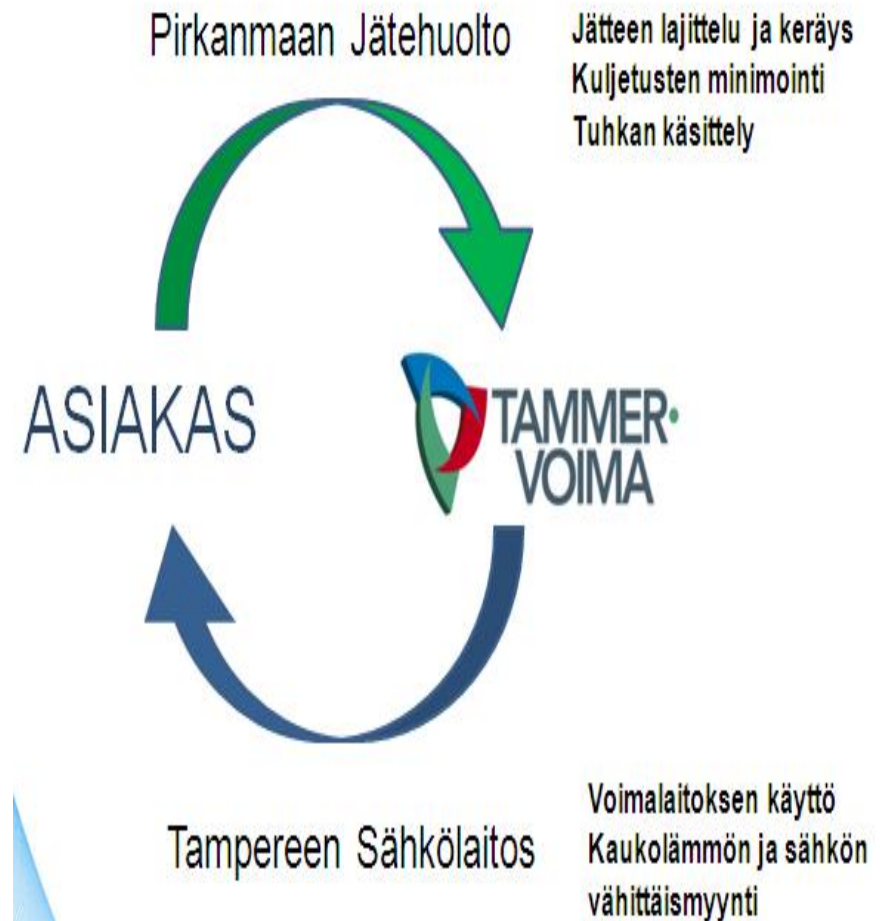 Pirkanmaan Jätehuolto
Jätteen lajittelu ja keräys
Kuljetusten minimointi
Tuhkan käsittely
ASIAKAS
TAMMER-
VOIMA
Tampereen Sähkölaitos
Voimalaitoksen käyttö
Kaukolämmön ja sähkön
vähittäismyynti